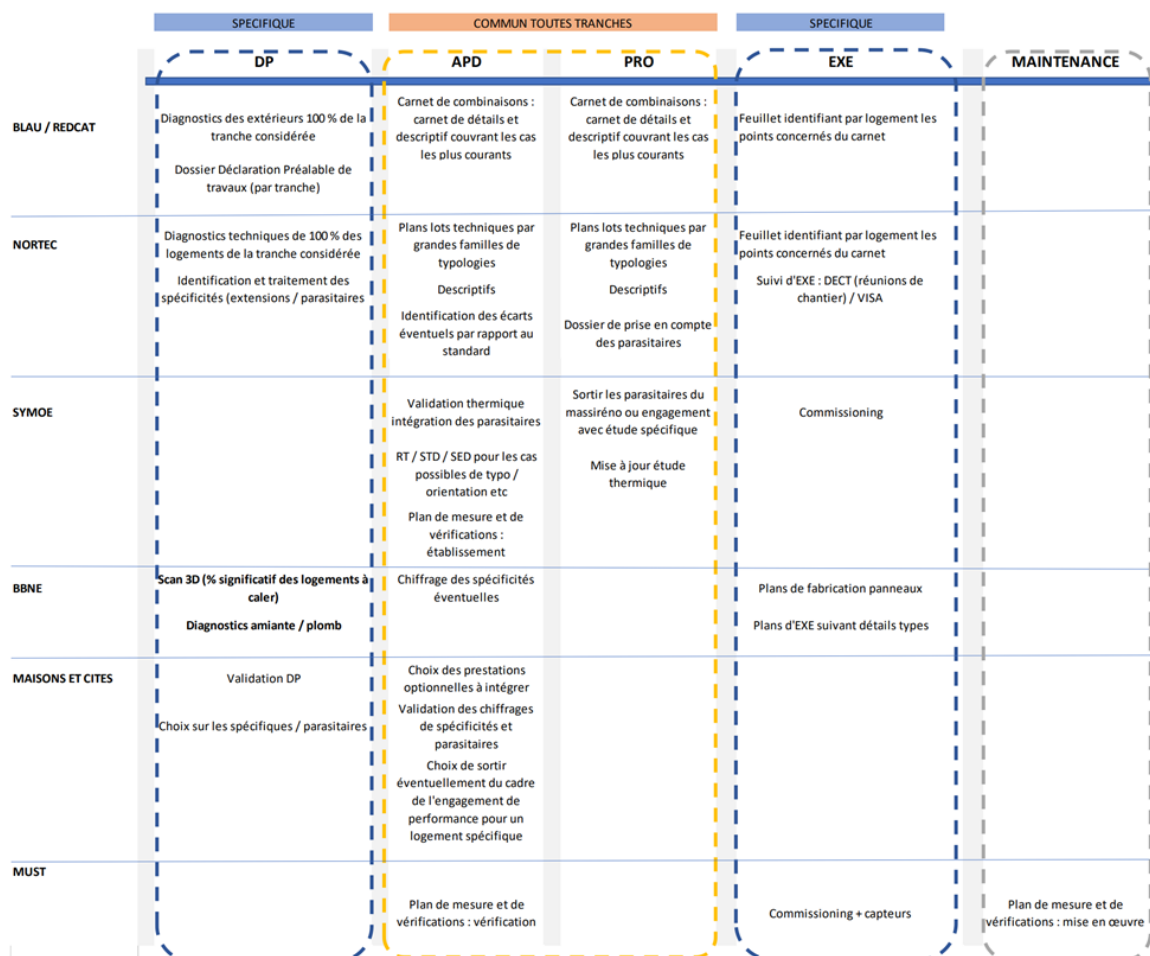 SPECIFIQUE
COMMUN TOUTES TRANCHES
SPECIFIQUE
DP
APD
PRO
EXE
MAINTENANCE
BLAU / REDCAT
Diagnostics des extérieurs 100 % de la
tranche considérée
Dossier Déclaration Préalable de
travaux (par tranche)
Carnet de combinaisons :
carnet de détails et
descriptif couvrant les cas
les plus courants
Carnet de combinaisons :
carnet de détails et
descriptif couvrant les cas
les plus courants
Feuillet identifiant par logement les
points concernés du carnet
NORTEC
Diagnostics techniques de 100 % des
logements de la tranche considérée
Identification et traitement des
spécificités (extensions / parasitaires
Plans lots techniques par
grandes familles de
typologies
Descriptifs
Identification des écarts
éventuels par rapport au
standard
Plans lots techniques par
grandes familles de
typologies
Descriptifs
Dossier de prise en compte
des parasitaires
Feuillet identifiant par logement les
points concernés du carnet
Suivi d'EXE : DECT (réunions de
chantier) / VISA
SYMOE
Validation thermique
intégration des parasitaires
RT / STD / SED pour les cas
possibles de typo /
orientation etc
Plan de mesure et de
vérifications :
établissement
Sortir les parasitaires du
massiréno ou engagement
avec étude spécifique
Mise à jour étude
thermique
Commissioning
BBNE
Scan 3D (% significatif des logements à
caler)
Diagnostics amiante / plomb
Chiffrage des spécificités
éventuelles
Plans de fabrication panneaux
Plans d'EXE suivant détails types
MAISONS ET CITES
Validation DP
Choix sur les spécifiques / parasitaires
Choix des prestations
optionnelles à intégrer
Validation des chiffrages
de spécificités et
parasitaires
Choix de sortir
éventuellement du cadre
de l'engagement de
performance pour un
logement spécifique
MUST
Plan de mesure et de
vérifications : vérification
Commissioning + capteurs
Plan de mesure et de
vérifications : mise en œuvre